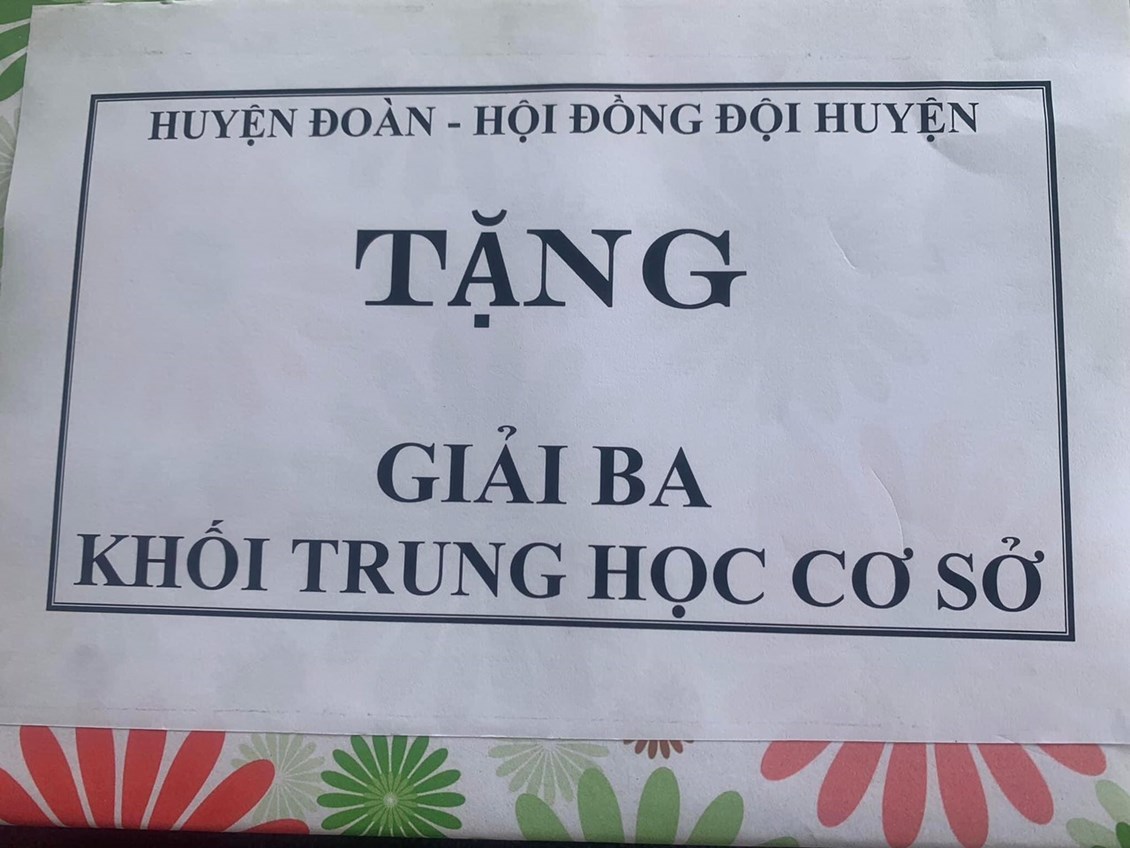 HUYỆN ĐOÀN - HỘI ĐỒNG ĐỘI HUYỆN
TẶNG
GIẢI BA
KHỐI TRUNG HỌC CƠ SỞ